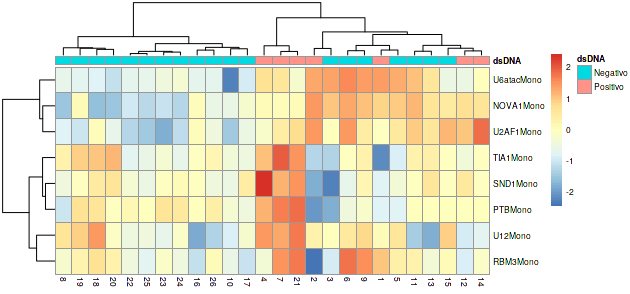 dsDNA
U6atacMono
NOVA1Mono
U2AF1Mono
TIA1Mono
SND1Mono
PTBMono
U12Mono
RBM3Mono
8 19 18 20 22 25 23 24 16 26 10 17 4 7 21 2 3 6 9 1 5 11 13 15 12 14
2
1
0
-1
-2
dsDNA
Negativo
Positivo